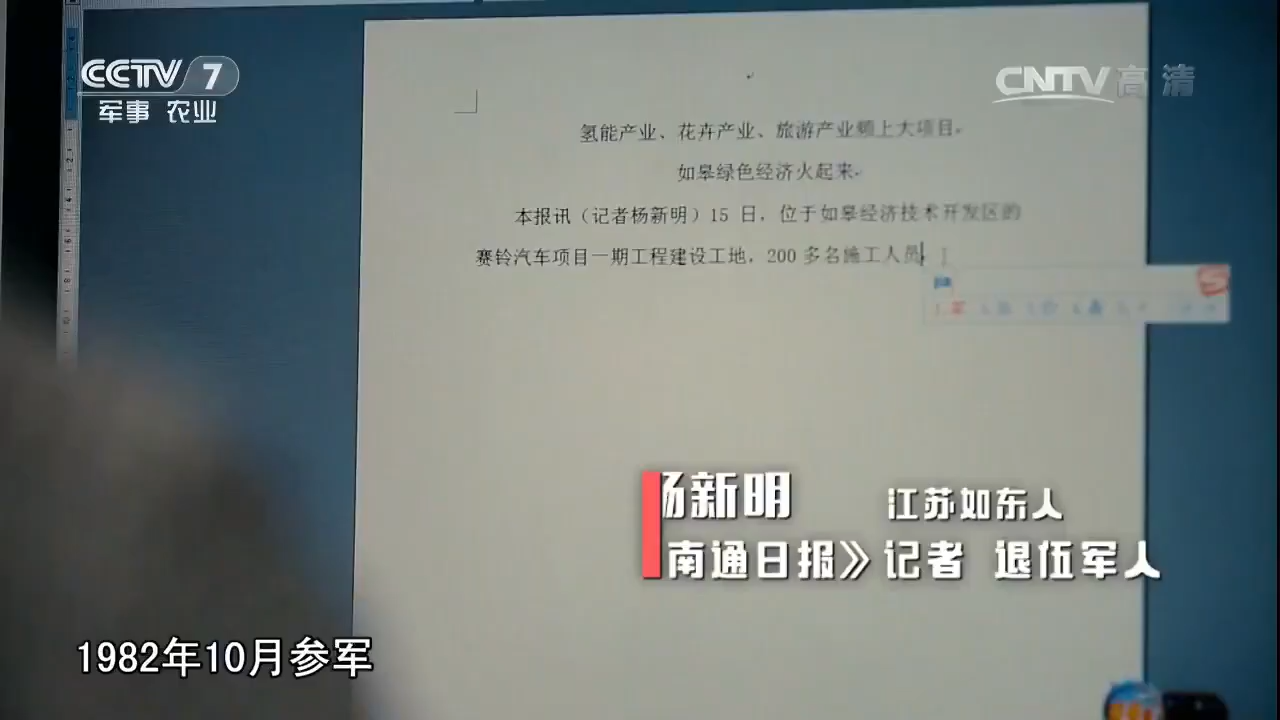 CCTV 7
军事 农业
CNTV高清
氢能产业、花卉产业、旅游产业频上大项目
如皋绿色经济火起来
本报讯（记者杨新明）15 日，位于如皋经济技术开发区的
赛铃汽车项目一期工程建设工地，200 多名施工人员
杨新明 江苏如东人
南通日报》记者 退伍军人
1982年10月参军